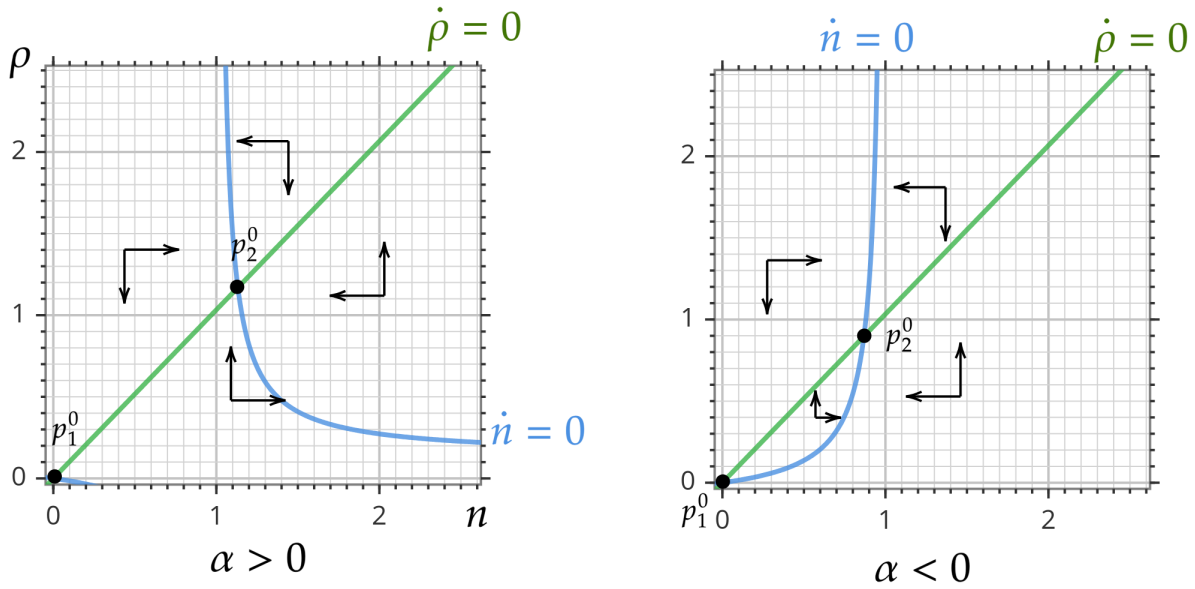 ρ̇ = 0
ρ
2
1
0
p₂⁰
p₁⁰
ṅ = 0
0 1 2 n
α > 0
ṅ = 0 ρ̇ = 0
2
1
0
p₂⁰
p₁⁰
0 1 2
α < 0